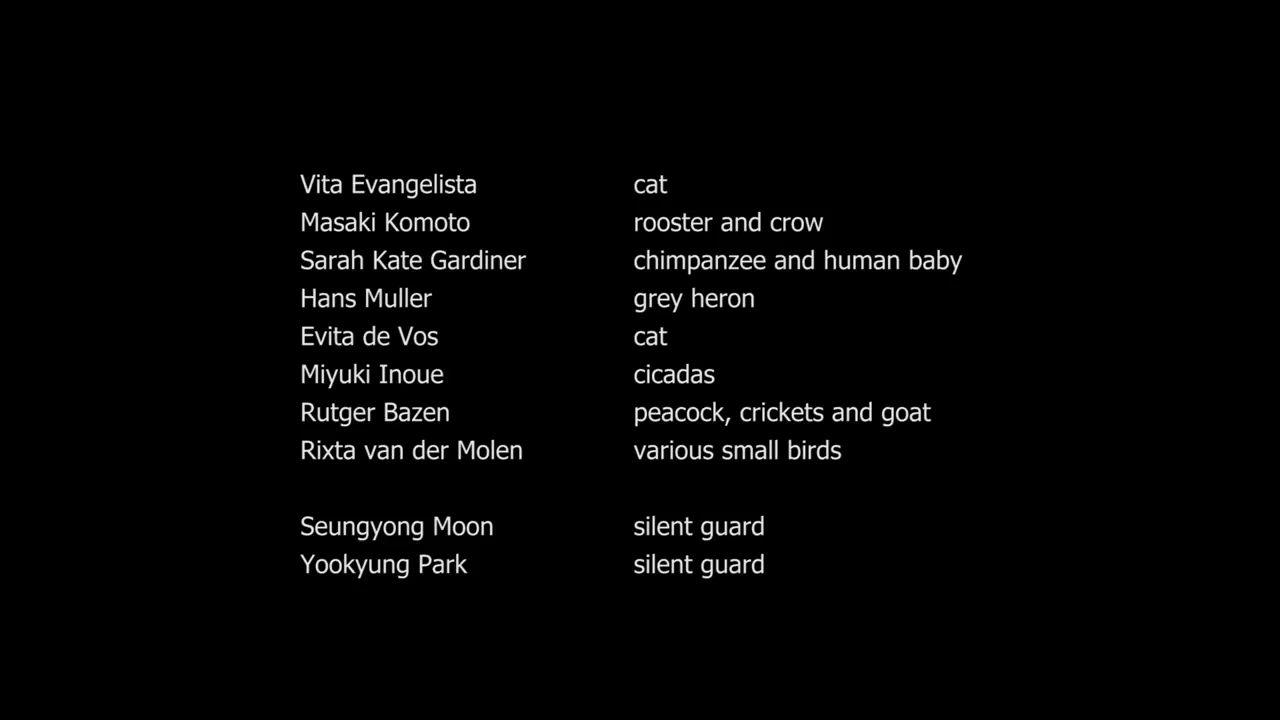 Vita Evangelista cat
Masaki Komoto rooster and crow
Sarah Kate Gardiner chimpanzee and human baby
Hans Muller grey heron
Evita de Vos cat
Miyuki Inoue cicadas
Rutger Bazen peacock, crickets and goat
Rixta van der Molen various small birds
Seungyong Moon silent guard
Yookyung Park silent guard